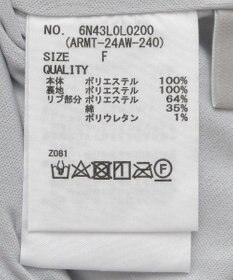 NO. 6N43L0L0200
(ARMT-24AW-240)
SIZE F
QUALITY
本体 ポリエステル 100%
裏地 ポリエステル 100%
リブ部分 ポリエステル 64%
綿 35%
ポリウレタン 1%
Z081
F